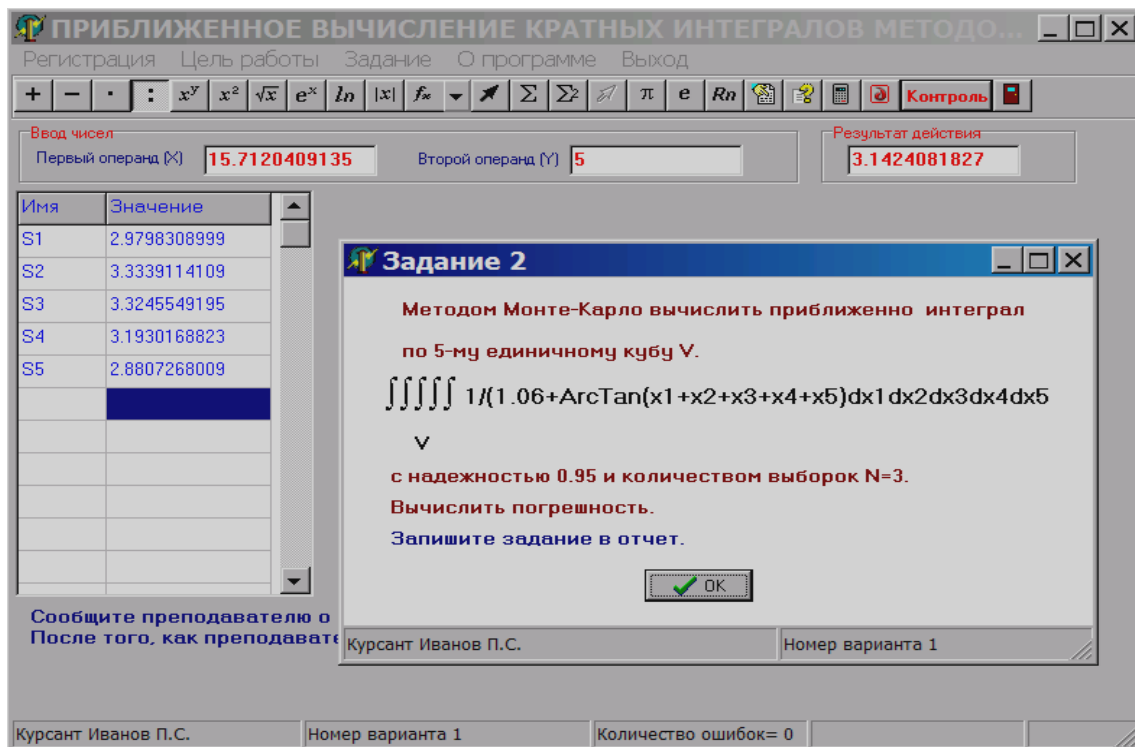 ПРИБЛИЖЕННОЕ ВЫЧИСЛЕНИЕ КРАТНЫХ ИНТЕГРАЛОВ МЕТОДО...
Регистрация Цель работы Задание О программе Выход
+ − · : xʸ x² √x eˣ ln |x| Σ π e Rn Контроль
Ввод чисел Результат действия
Первый операнд (X) 15.7120409135 Второй операнд (Y) 5 3.1424081827
Имя Значение
S1 2.9798308999
S2 3.3339114109
S3 3.3245549195
S4 3.1930168823
S5 2.8807268009
Задание 2
Методом Монте-Карло вычислить приближенно интеграл
по 5-му единичному кубу V.
∫∫∫∫∫ 1/(1.06+ArcTan(x1+x2+x3+x4+x5)dx1dx2dx3dx4dx5
V
с надежностью 0.95 и количеством выборок N=3.
Вычислить погрешность.
Запишите задание в отчет.
OK
Курсант Иванов П.С. Номер варианта 1
Сообщите преподавателю о
После того, как преподавате
Курсант Иванов П.С. Номер варианта 1 Количество ошибок= 0